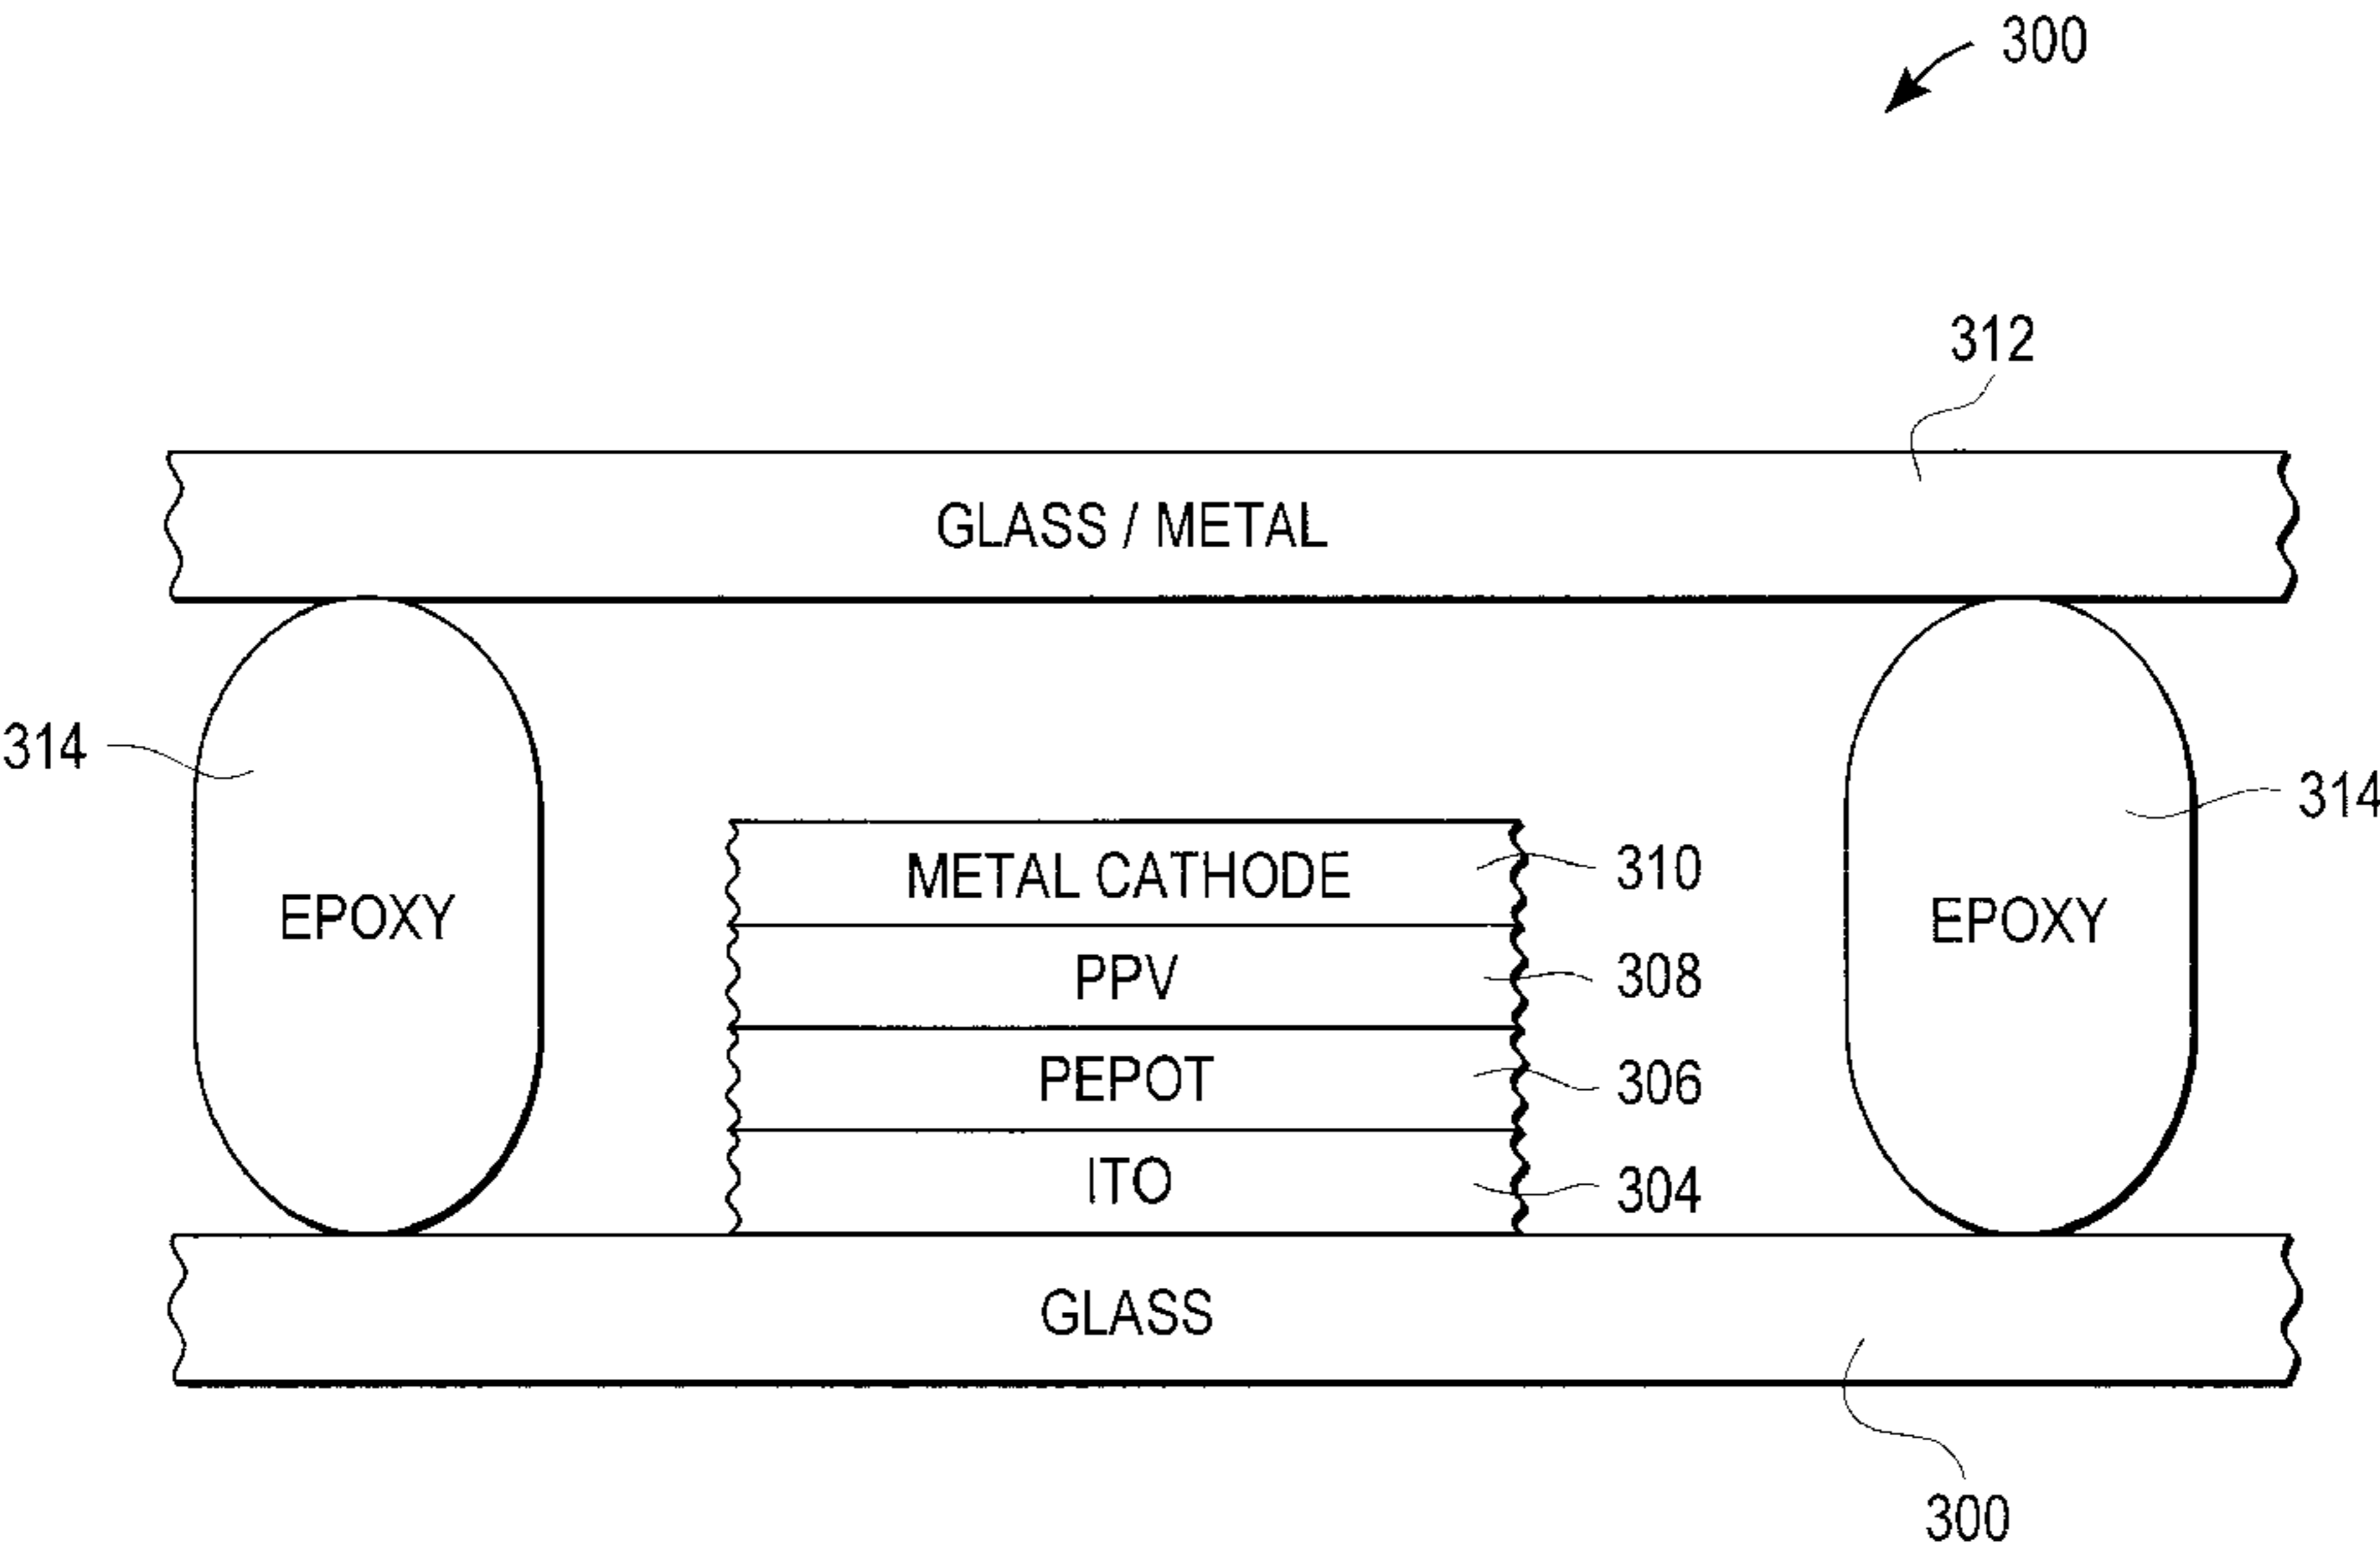 300
312
GLASS / METAL
314
314
METAL CATHODE
310
EPOXY
EPOXY
PPV
308
PEPOT
306
ITO
304
GLASS
300